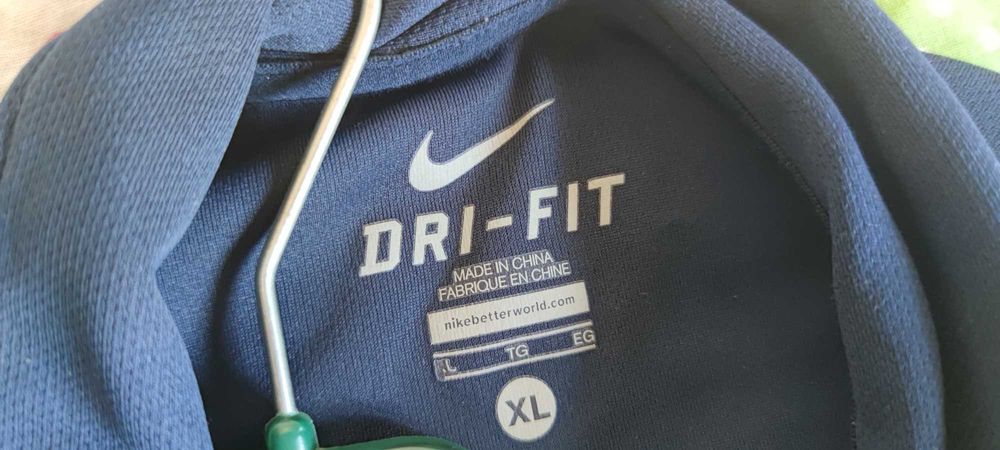 DRI-FIT
MADE IN CHINA
FABRIQUE EN CHINE
nikebetterworld.com
TG EG
XL